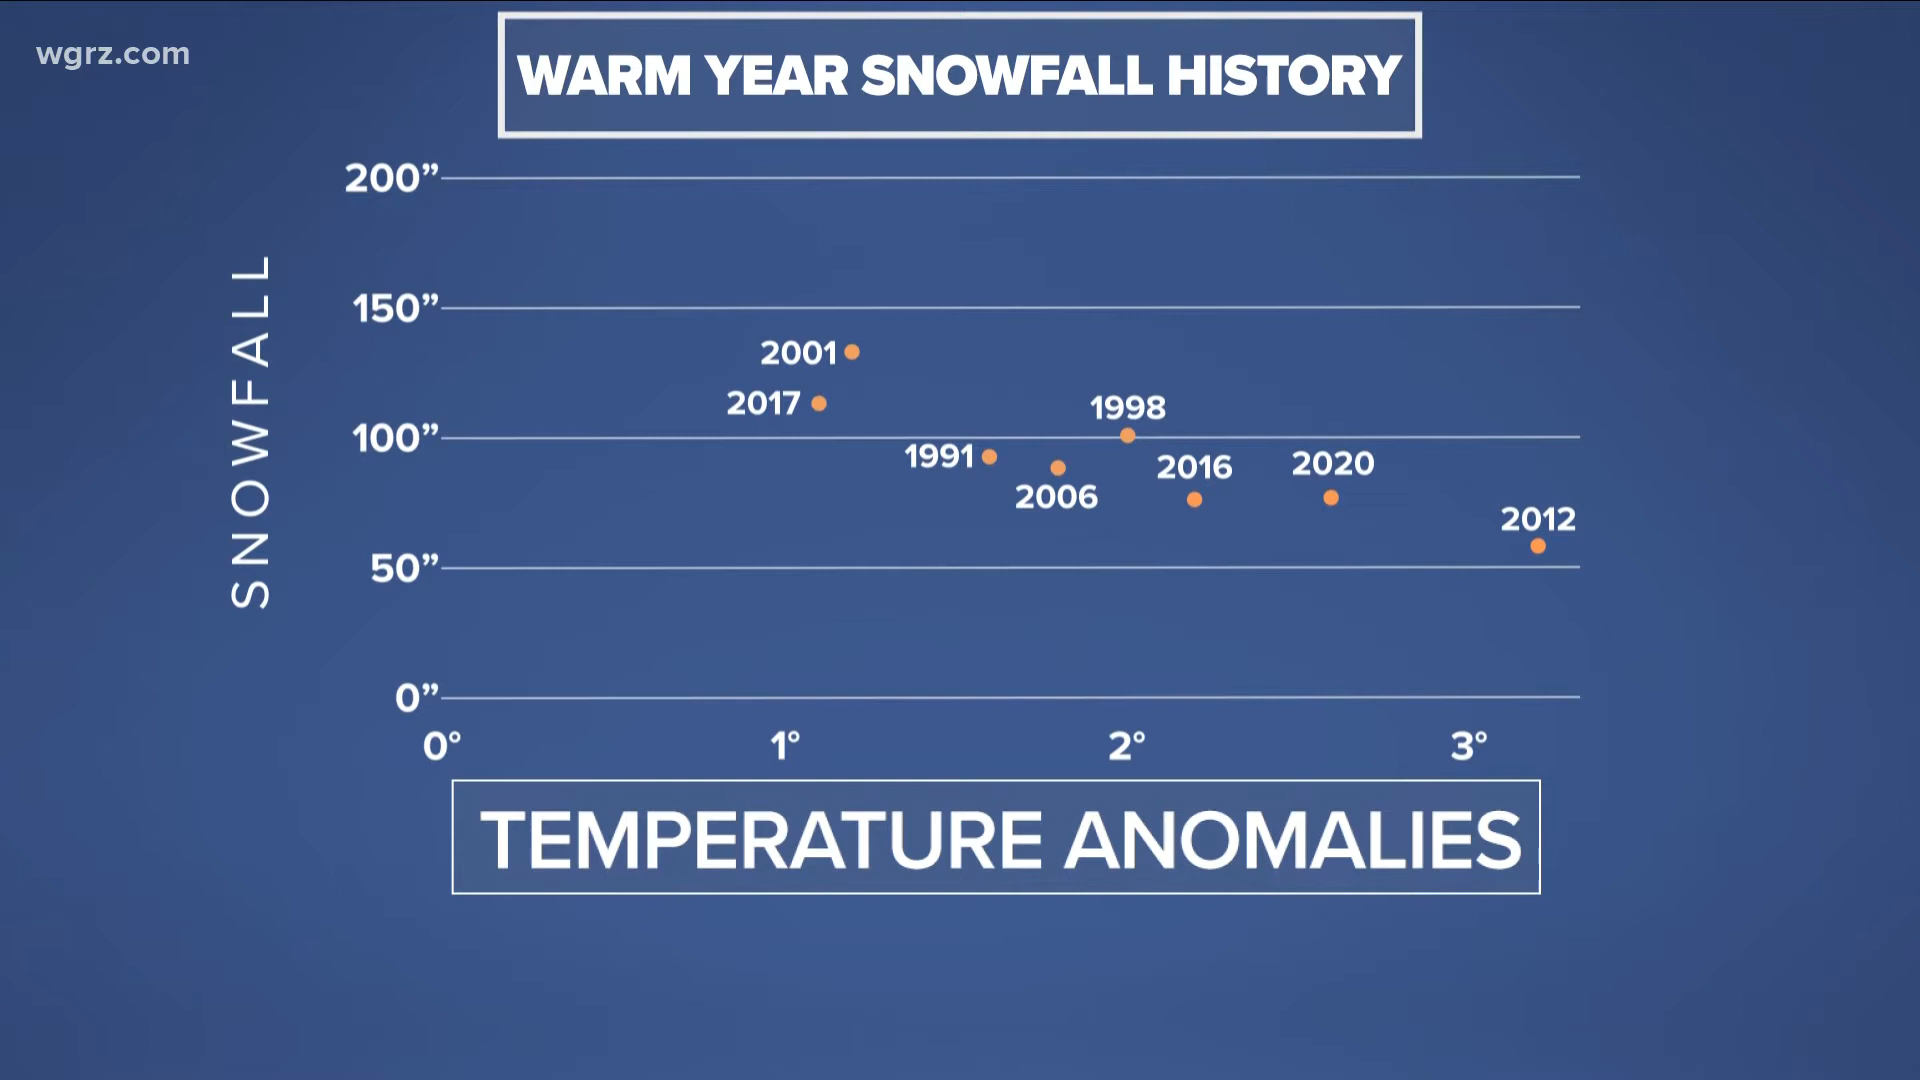 wgrz.com
WARM YEAR SNOWFALL HISTORY
SNOWFALL
200”
150”
100”
50”
0”
2001
2017
1998
1991
2016
2020
2006
2012
0° 1° 2° 3°
TEMPERATURE ANOMALIES